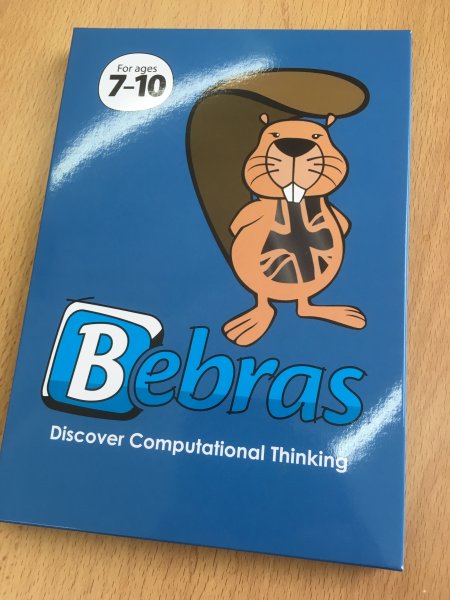 For ages
7–10
Bebras
Discover Computational Thinking